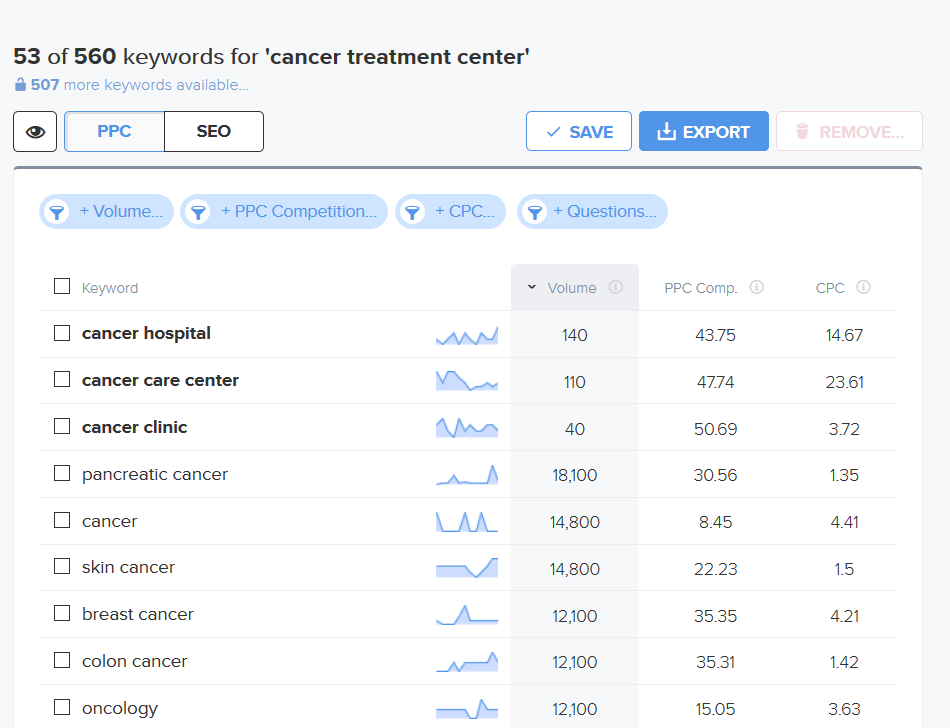 53 of 560 keywords for 'cancer treatment center'
507 more keywords available...
PPC SEO SAVE EXPORT REMOVE...
+ Volume... + PPC Competition... + CPC... + Questions...
Keyword Volume PPC Comp. CPC
cancer hospital 140 43.75 14.67
cancer care center 110 47.74 23.61
cancer clinic 40 50.69 3.72
pancreatic cancer 18,100 30.56 1.35
cancer 14,800 8.45 4.41
skin cancer 14,800 22.23 1.5
breast cancer 12,100 35.35 4.21
colon cancer 12,100 35.31 1.42
oncology 12,100 15.05 3.63